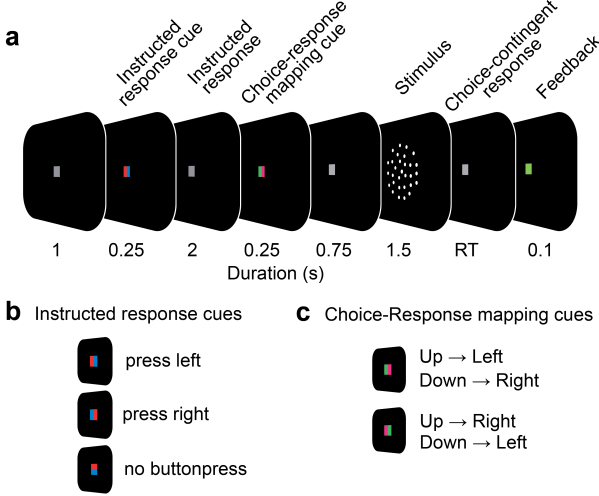 a
Instructed
response cue
Instructed
response
Choice-response
mapping cue
Stimulus
Choice-contingent
response
Feedback
1 0.25 2 0.25 0.75 1.5 RT 0.1
Duration (s)
b Instructed response cues
press left
press right
no buttonpress
c Choice-Response mapping cues
Up → Left
Down → Right
Up → Right
Down → Left